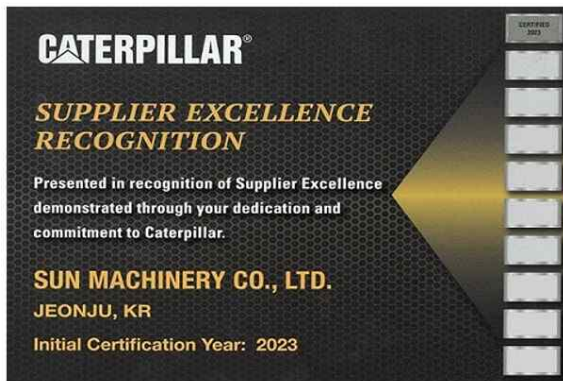 CATERPILLAR®
SUPPLIER EXCELLENCE
RECOGNITION
Presented in recognition of Supplier Excellence
demonstrated through your dedication and
commitment to Caterpillar.
SUN MACHINERY CO., LTD.
JEONJU, KR
Initial Certification Year: 2023
CERTIFIED
2023